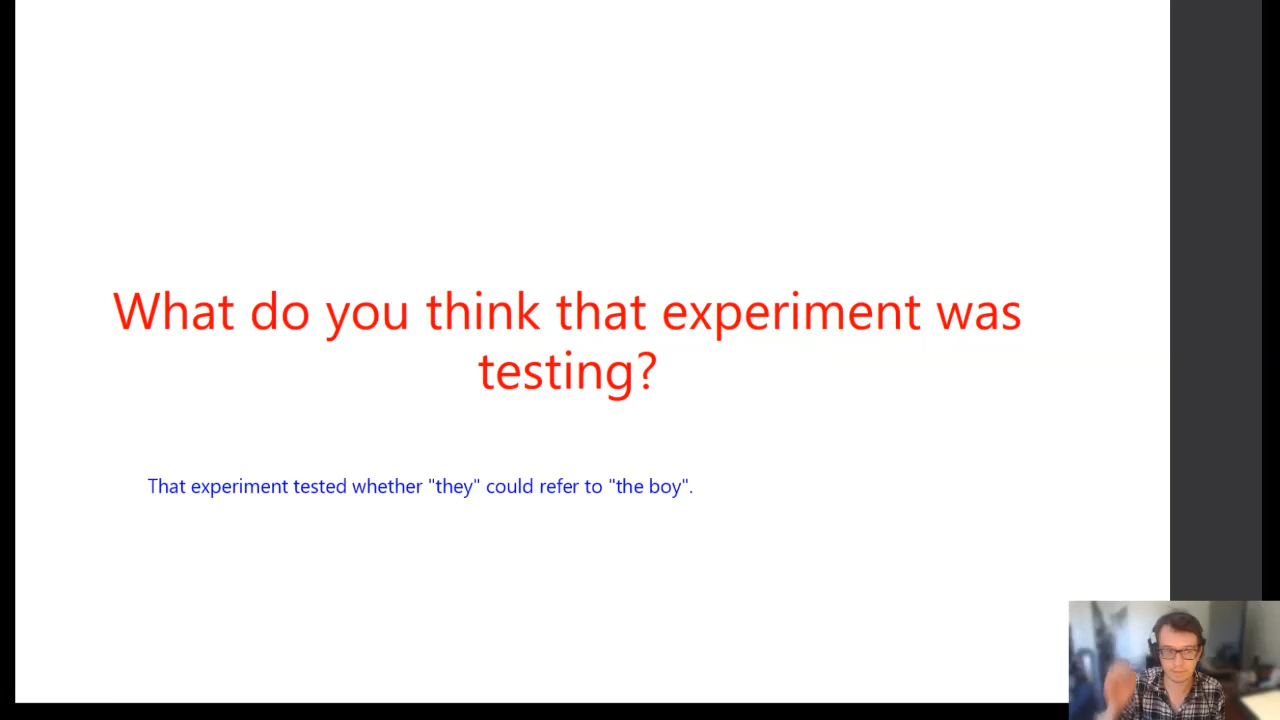 What do you think that experiment was
testing?
That experiment tested whether "they" could refer to "the boy".